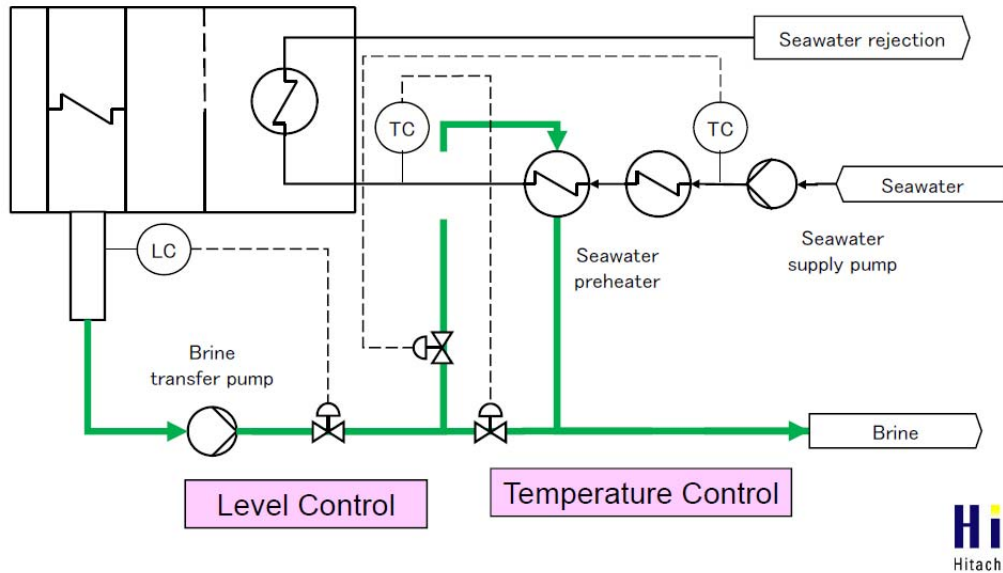 Seawater rejection
TC
TC
Seawater
LC
Seawater
preheater
Seawater
supply pump
Brine
transfer pump
Brine
Level Control
Temperature Control
Hi
Hitach